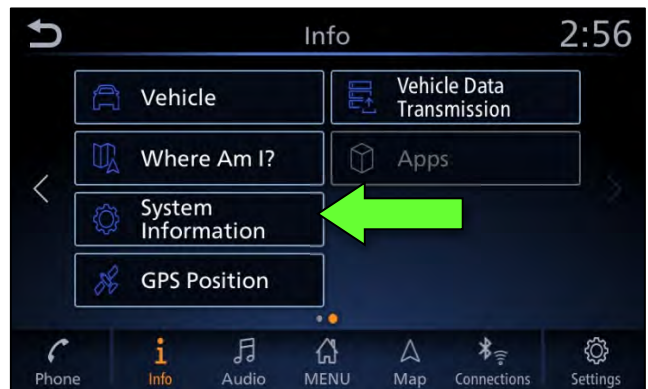 Info
2:56
Vehicle
Vehicle Data
Transmission
Where Am I?
Apps
System
Information
GPS Position
Phone
Info
Audio
MENU
Map
Connections
Settings